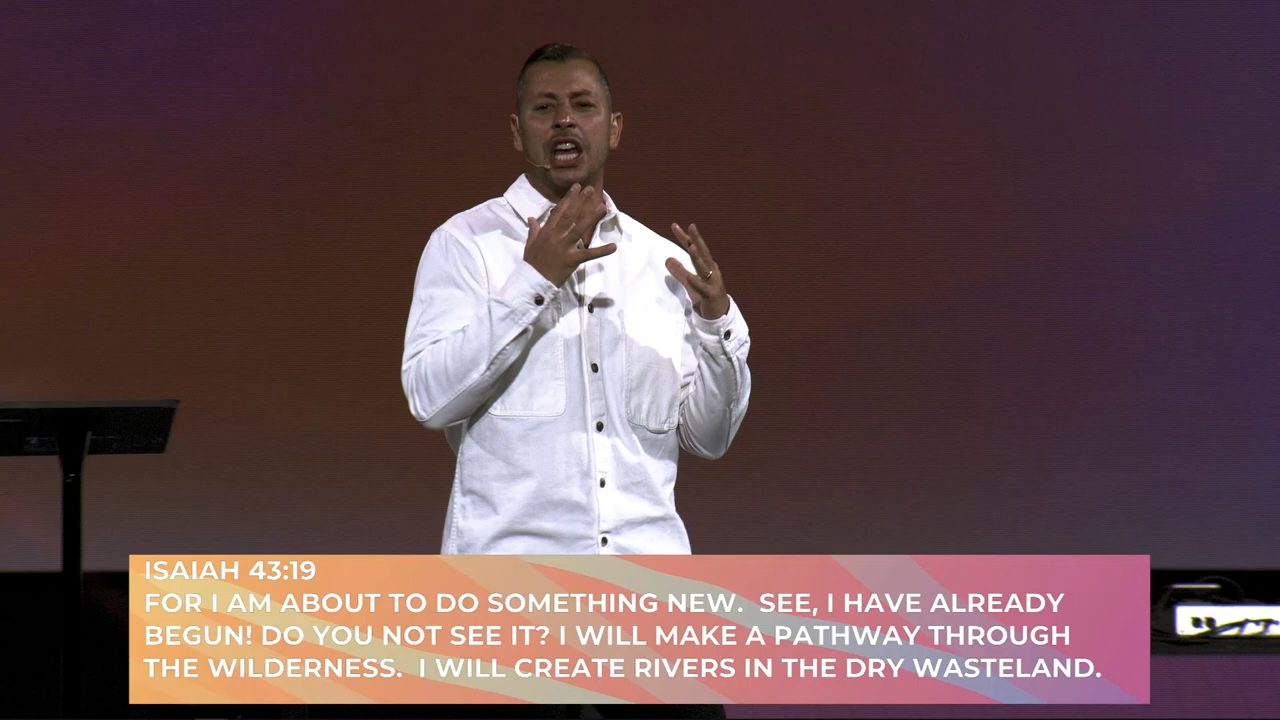 ISAIAH 43:19
FOR I AM ABOUT TO DO SOMETHING NEW.  SEE, I HAVE ALREADY
BEGUN! DO YOU NOT SEE IT? I WILL MAKE A PATHWAY THROUGH
THE WILDERNESS.  I WILL CREATE RIVERS IN THE DRY WASTELAND.